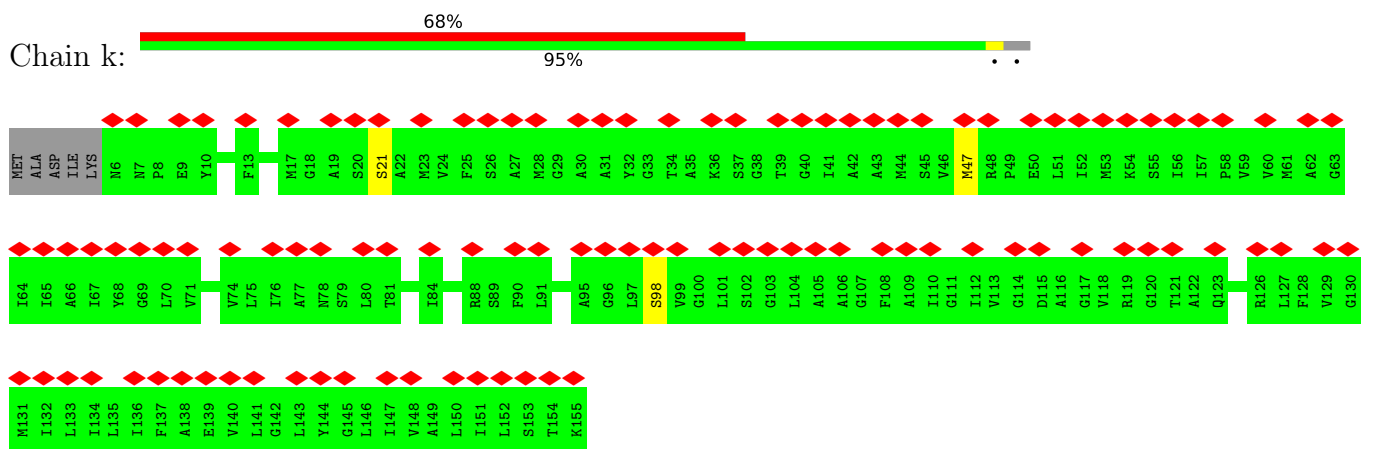 68%
Chain k:
95%
. .
MET ALA ASP ILE LYS N6 N7 P8 E9 Y10 F13 M17 G18 A19 S20 S21 A22 M23 V24 F25 S26 A27 M28 G29 A30 A31 Y32 G33 T34 A35 K36 S37 G38 T39 G40 I41 A42 A43 M44 S45 V46 M47 R48 P49 E50 L51 I52 M53 K54 S55 I56 I57 P58 V59 V60 M61 A62 G63
I64 I65 A66 I67 Y68 G69 L70 V71 V74 L75 I76 A77 N78 S79 L80 T81 I84 R88 S89 F90 L91 A95 G96 L97 S98 V99 G100 L101 S102 G103 L104 A105 A106 G107 F108 A109 I110 G111 I112 V113 G114 D115 A116 G117 V118 R119 G120 T121 A122 Q123 R126 L127 F128 V129 G130
M131 I132 L133 I134 L135 I136 F137 A138 E139 V140 L141 G142 L143 Y144 G145 L146 I147 V148 A149 L150 I151 L152 S153 T154 K155